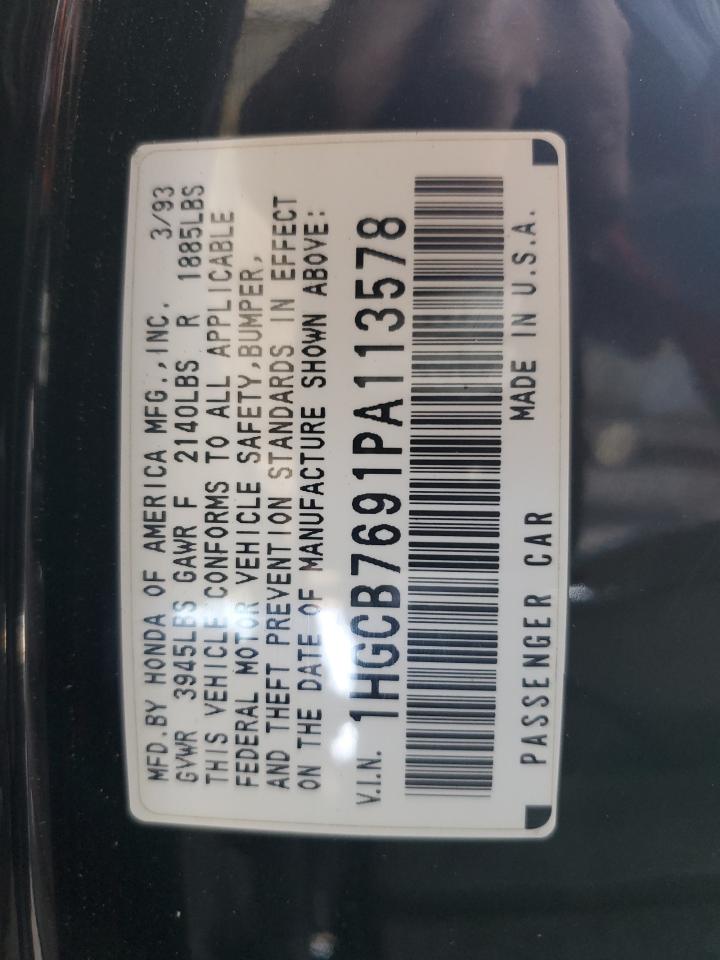 MFD.BY HONDA OF AMERICA MFG.,INC. 3/93
GVWR 3945LBS GAWR F 2140LBS R 1885LBS
THIS VEHICLE CONFORMS TO ALL APPLICABLE
FEDERAL MOTOR VEHICLE SAFETY,BUMPER,
AND THEFT PREVENTION STANDARDS IN EFFECT
ON THE DATE OF MANUFACTURE SHOWN ABOVE:
V.I.N. 1HGCB7691PA113578
PASSENGER CAR MADE IN U.S.A.